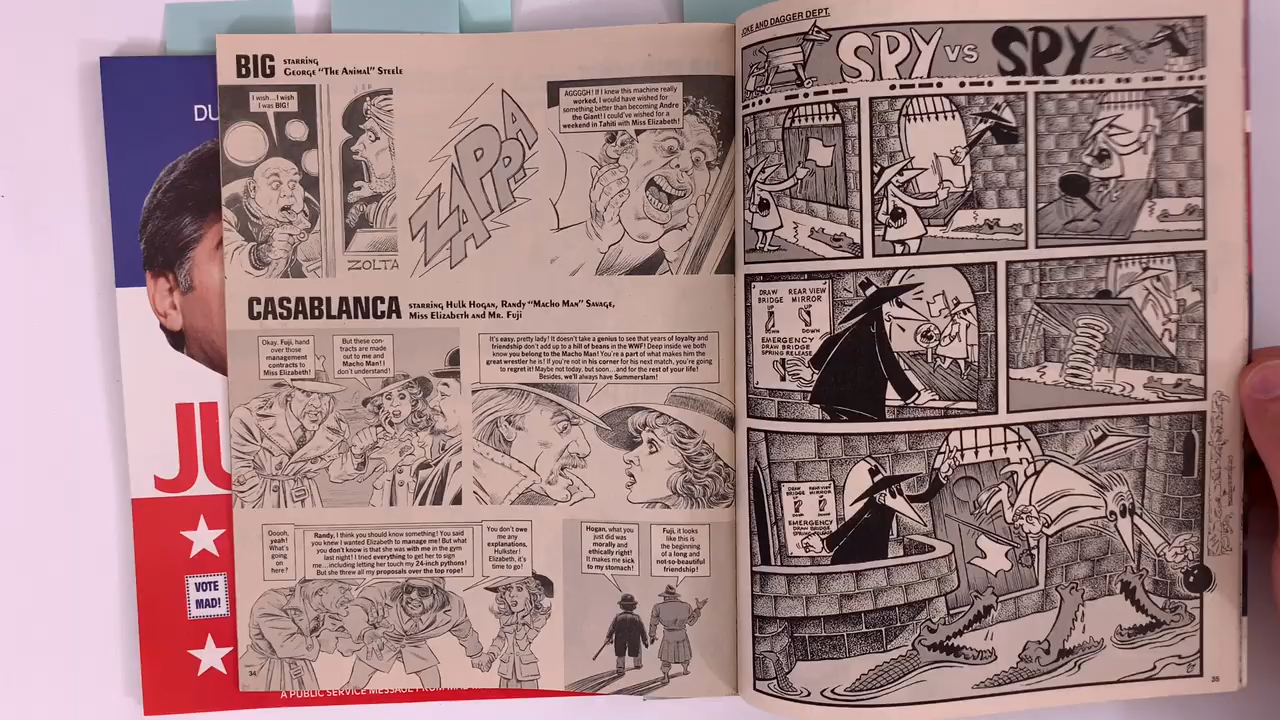 DU
JU
VOTE
MAD!
A PUBLIC SERVICE MESSAGE FROM MAD
BIG
starring
George "The Animal" Steele
I wish... I wish
I was BIG!
ZOLTA
ZAPPPA
AGGGGH! If I knew this machine really
worked, I would have wished for
something better than becoming Andre
the Giant! I could've wished for a
weekend in Tahiti with Miss Elizabeth!
CASABLANCA
starring Hulk Hogan, Randy "Macho Man" Savage,
Miss Elizabeth and Mr. Fuji
Okay, Fuji, hand
over those
management
contracts to
Miss Elizabeth!
But these con-
tracts are made
out to me and
Macho Man! I
don't understand!
It's easy, pretty lady! It doesn't take a genius to see that years of loyalty and
friendship don't add up to a hill of beans in the WWF! Deep inside we both
know you belong to the Macho Man! You're a part of what makes him the
great wrestler he is! If you're not in his corner for his next match, you're going
to regret it! Maybe not today, but soon...and for the rest of your life!
Besides, we'll always have Summerslam!
Ooooh,
yeah!
What's
going
on
here?
Randy, I think you should know something! You said
you knew I wanted Elizabeth to manage me! But what
you don't know is that she was with me in the gym
last night! I tried everything to get her to sign
me...including letting her touch my 24-inch pythons!
But she threw all my proposals over the top rope!
You don't owe
me any
explanations,
Hulkster!
Elizabeth, it's
time to go!
Hogan, what you
just did was
morally and
ethically right!
It makes me sick
to my stomach!
Fuji, it looks
like this is
the beginning
of a long and
not-so-beautiful
friendship!
34
JOKE AND DAGGER DEPT.
SPY VS SPY
DRAW
BRIDGE
UP
DOWN
REAR VIEW
MIRROR
UP
DOWN
EMERGENCY
DRAW BRIDGE
SPRING RELEASE
DRAW
BRIDGE
REAR VIEW
MIRROR
EMERGENCY
DRAW BRIDGE
35